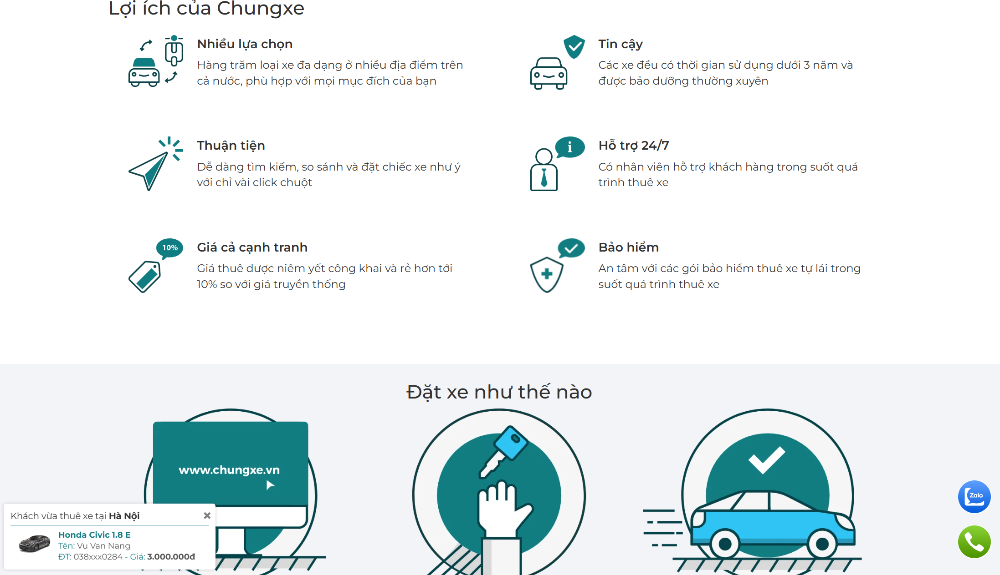 Lợi ích của Chungxe
Nhiều lựa chọn
Hàng trăm loại xe đa dạng ở nhiều địa điểm trên
cả nước, phù hợp với mọi mục đích của bạn
Tin cậy
Các xe đều có thời gian sử dụng dưới 3 năm và
được bảo dưỡng thường xuyên
Thuận tiện
Dễ dàng tìm kiếm, so sánh và đặt chiếc xe như ý
với chỉ vài click chuột
i
Hỗ trợ 24/7
Có nhân viên hỗ trợ khách hàng trong suốt quá
trình thuê xe
10%
Giá cả cạnh tranh
Giá thuê được niêm yết công khai và rẻ hơn tới
10% so với giá truyền thống
Bảo hiểm
An tâm với các gói bảo hiểm thuê xe tự lái trong
suốt quá trình thuê xe
Đặt xe như thế nào
www.chungxe.vn
Zalo
Khách vừa thuê xe tại Hà Nội
Honda Civic 1.8 E
Tên: Vu Van Nang
ĐT: 038xxx0284 - Giá: 3.000.000đ